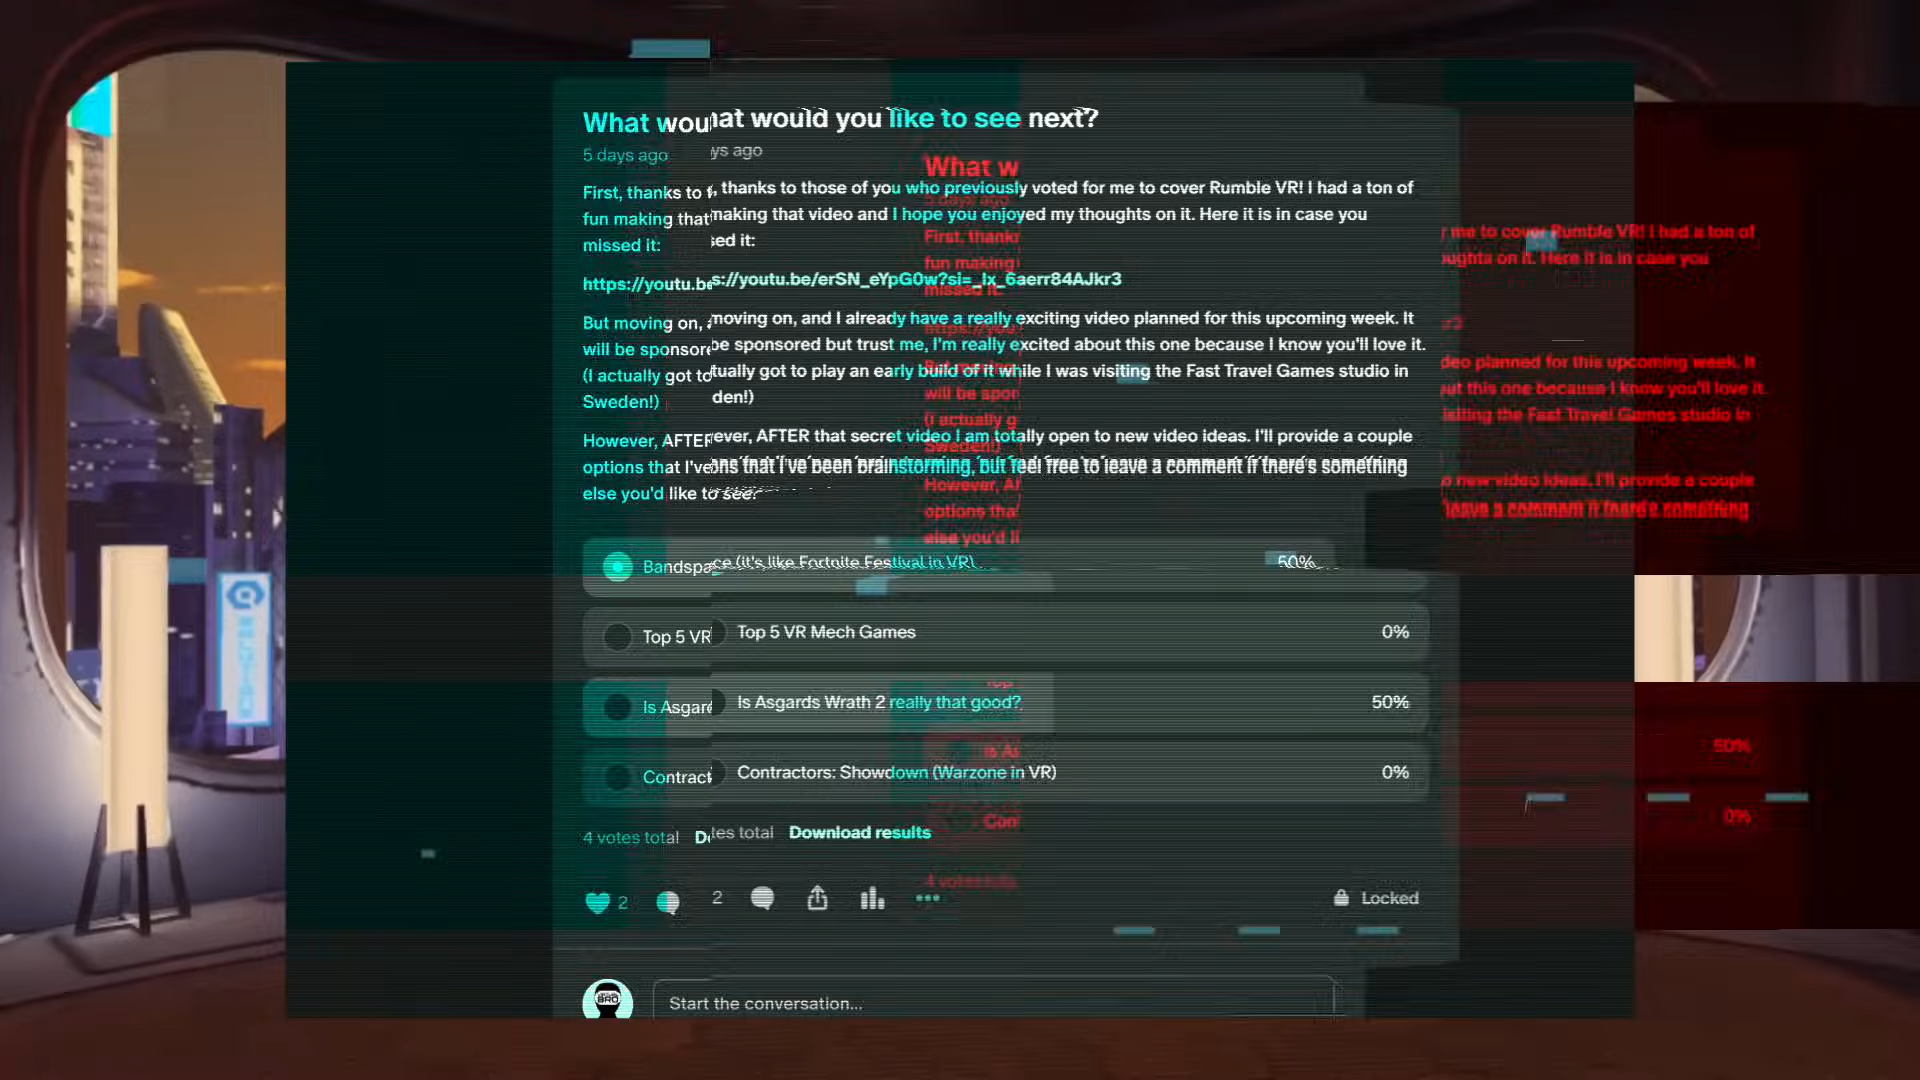 What would you like to see next?
5 days ago
First, thanks to those of you who previously voted for me to cover Rumble VR! I had a ton of
fun making that video and I hope you enjoyed my thoughts on it. Here it is in case you
missed it:
https://youtu.be/erSN_eYpG0w?si=_Ix_6aerr84AJkr3
But moving on, and I already have a really exciting video planned for this upcoming week. It
will be sponsored but trust me, I'm really excited about this one because I know you'll love it.
(I actually got to play an early build of it while I was visiting the Fast Travel Games studio in
Sweden!)
However, AFTER that secret video I am totally open to new video ideas. I'll provide a couple
options that I've been brainstorming, but feel free to leave a comment if there's something
else you'd like to see:
Bandspace (it's like Fortnite Festival in VR) 50%
Top 5 VR Mech Games 0%
Is Asgards Wrath 2 really that good? 50%
Contractors: Showdown (Warzone in VR) 0%
4 votes total Download results
2 Locked
BRO
Start the conversation...